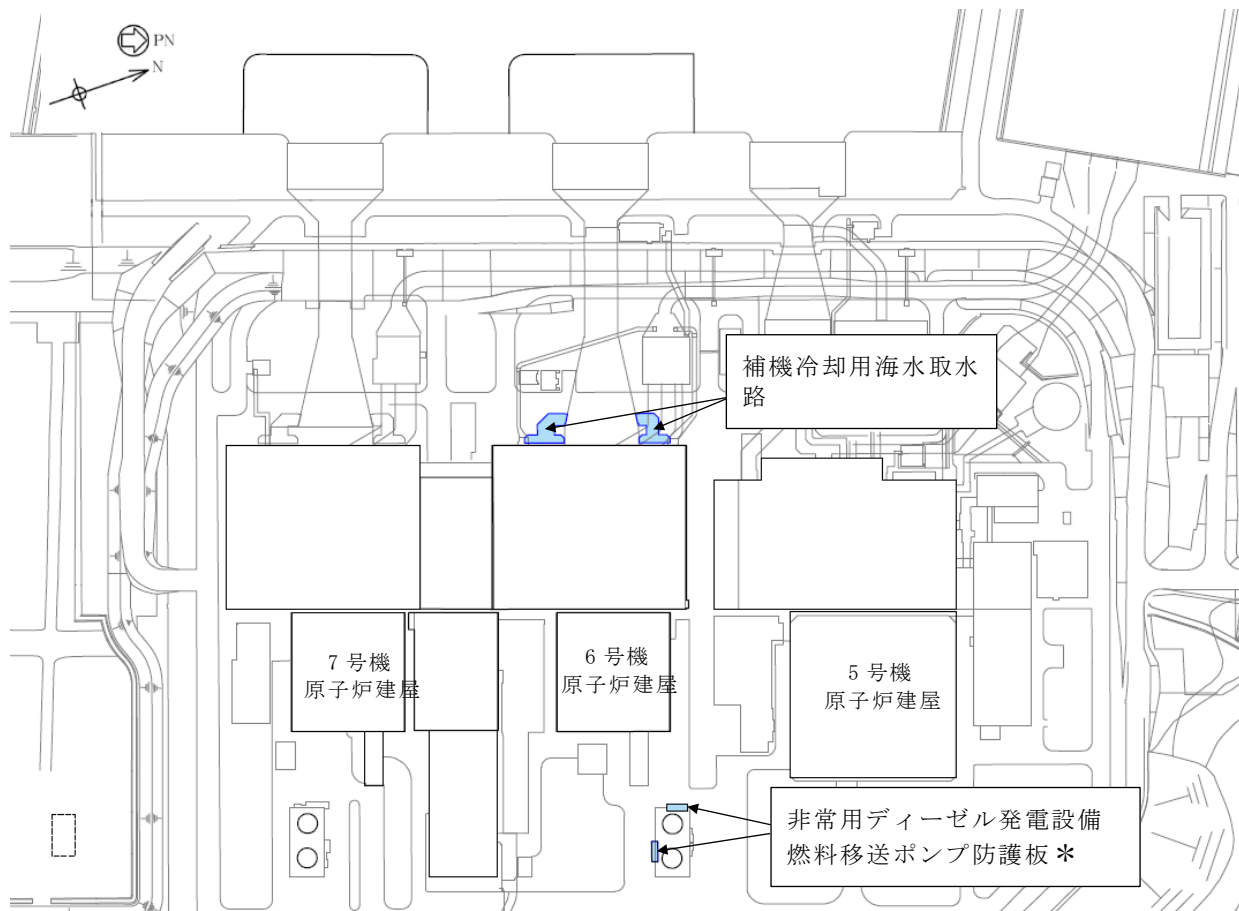 PN
N
補機冷却用海水取水
路
7 号機
原子炉建屋
6 号機
原子炉建屋
5 号機
原子炉建屋
非常用ディーゼル発電設備
燃料移送ポンプ防護板＊